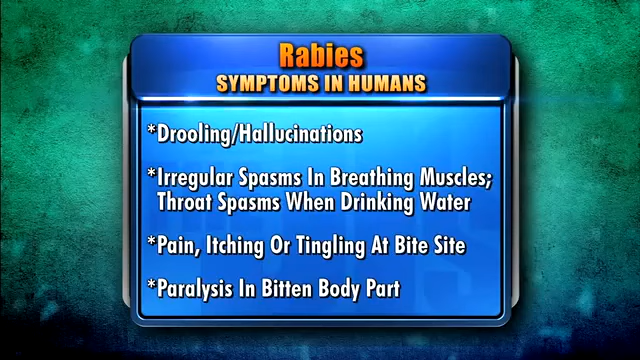 Rabies
SYMPTOMS IN HUMANS
*Drooling/Hallucinations
*Irregular Spasms In Breathing Muscles;
Throat Spasms When Drinking Water
*Pain, Itching Or Tingling At Bite Site
*Paralysis In Bitten Body Part